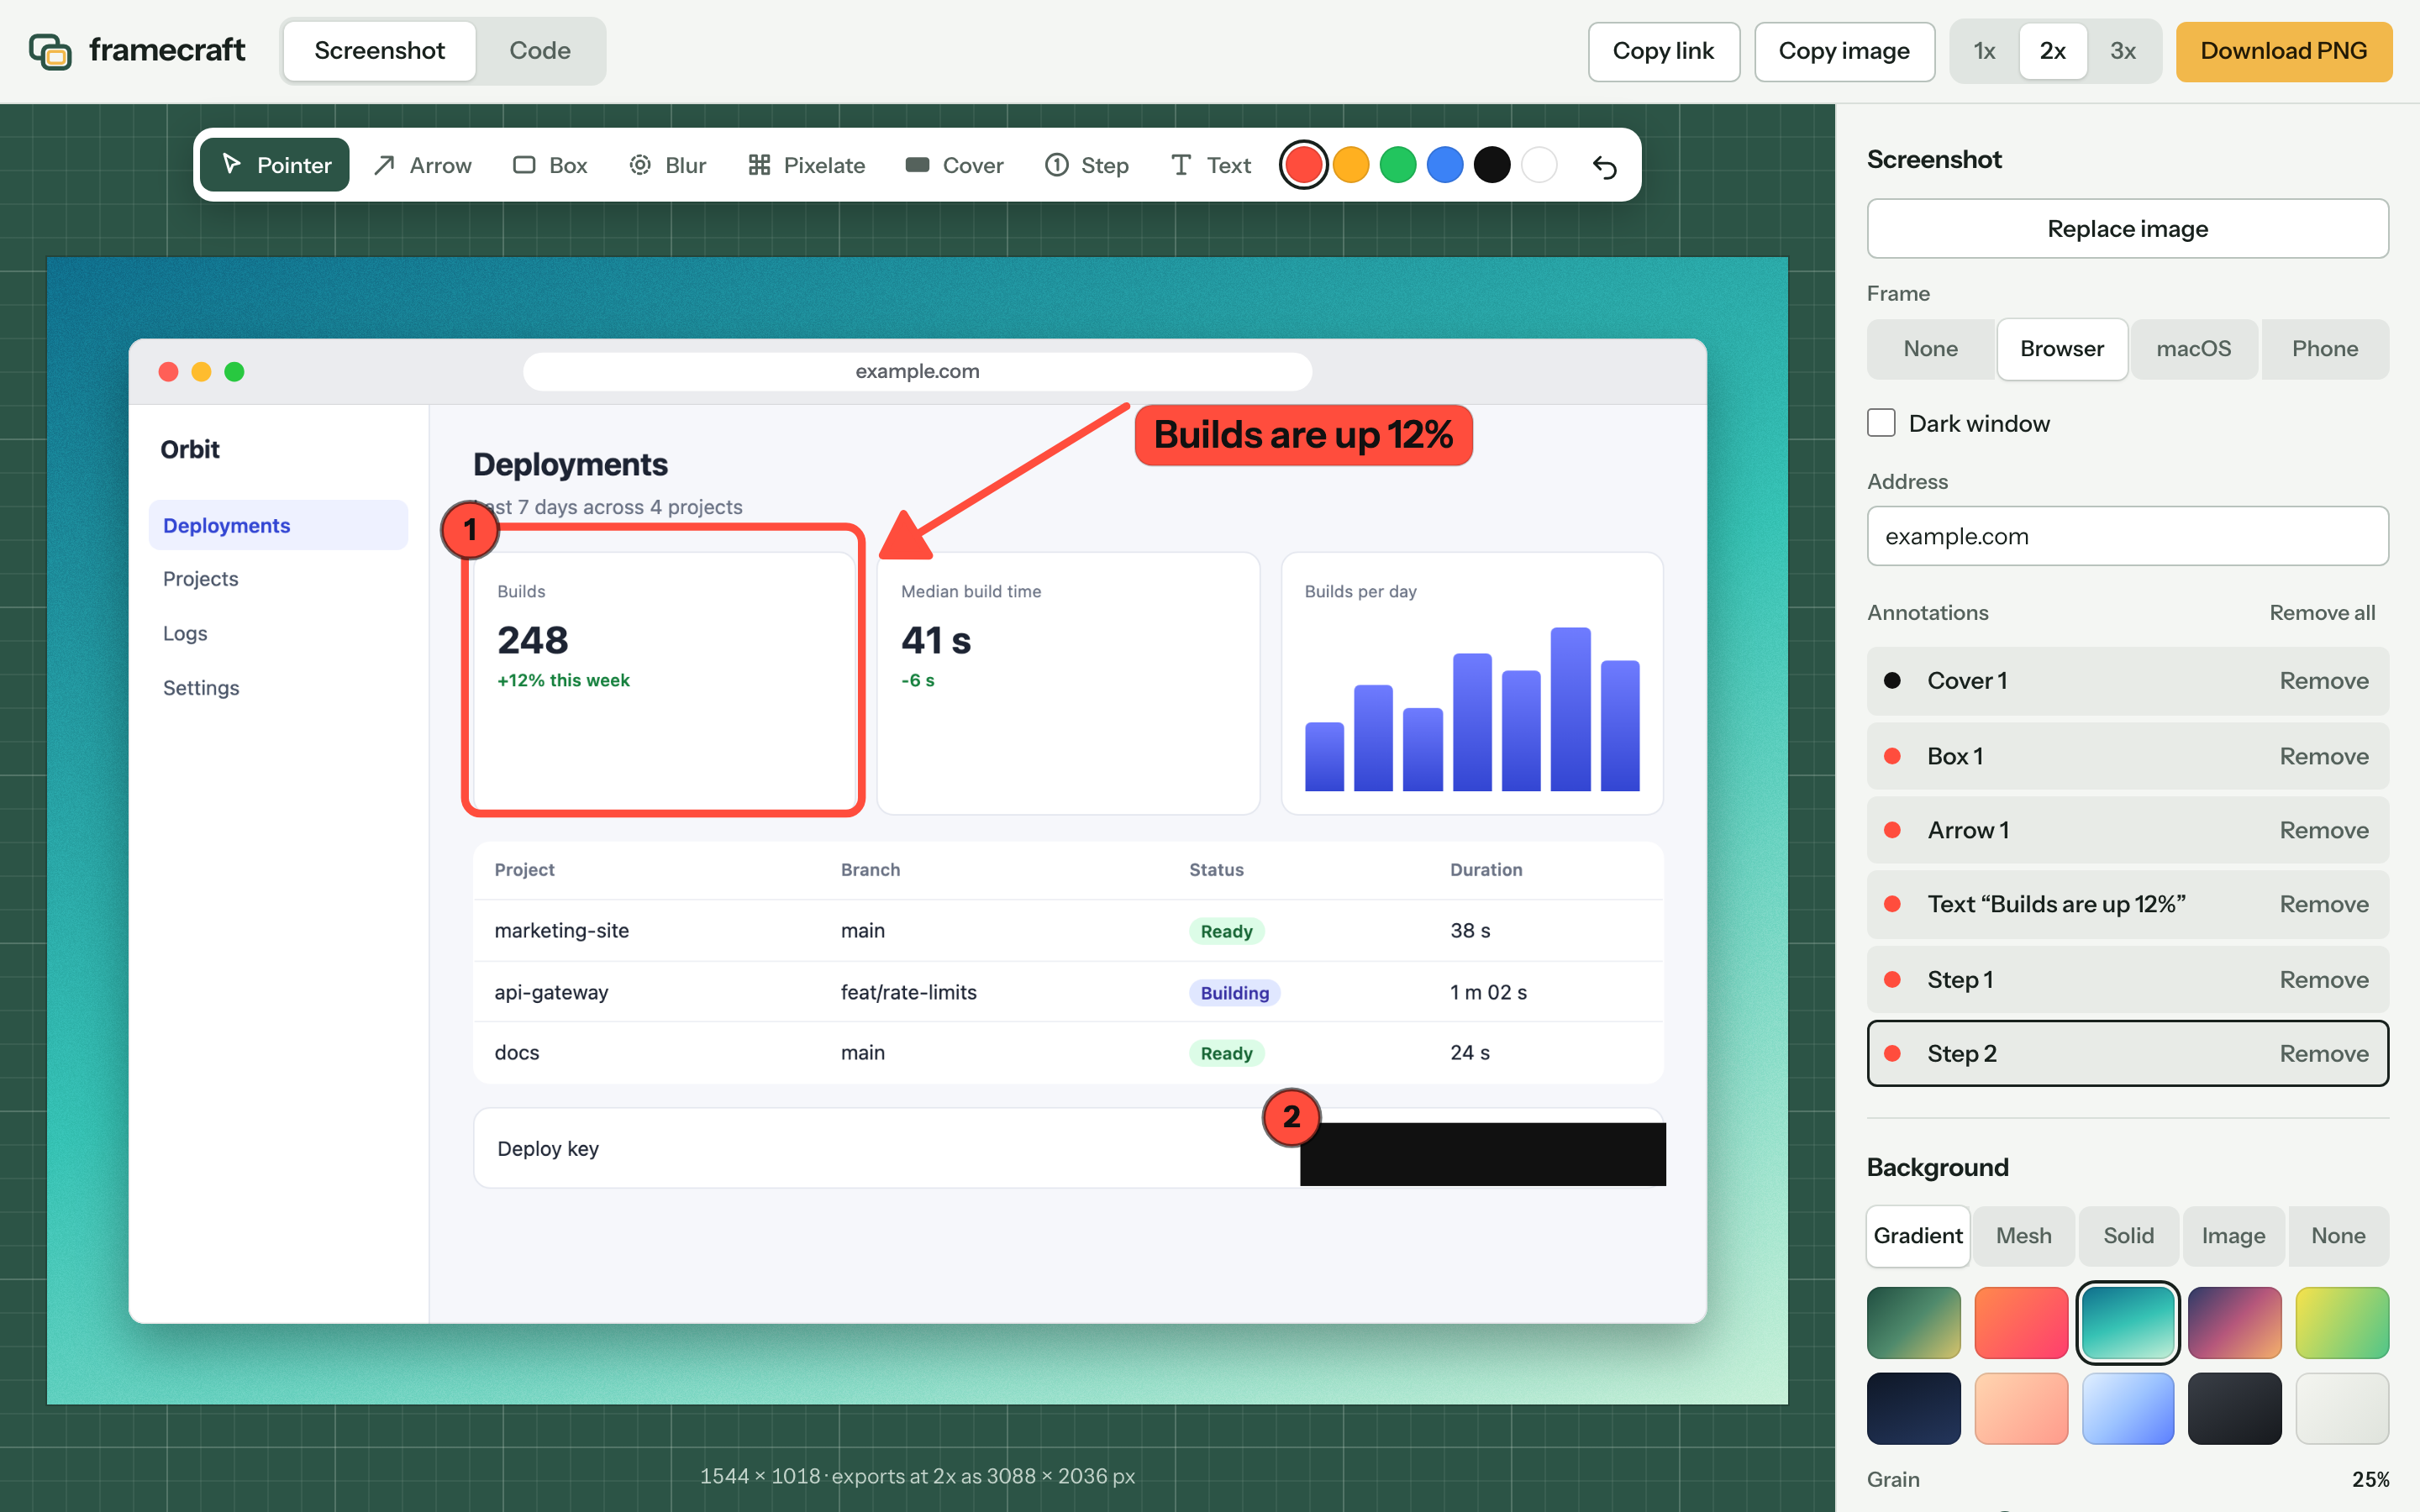 framecraft
Screenshot
Code
Copy link
Copy image
1x
2x
3x
Download PNG
Pointer
Arrow
Box
Blur
Pixelate
Cover
1 Step
Text
example.com
Orbit
Deployments
Projects
Logs
Settings
Deployments
7 days across 4 projects
Builds are up 12%
1
Builds
248
+12% this week
Median build time
41 s
-6 s
Builds per day
Project Branch Status Duration
marketing-site main Ready 38 s
api-gateway feat/rate-limits Building 1 m 02 s
docs main Ready 24 s
2
Deploy key
1544 × 1018 · exports at 2x as 3088 × 2036 px
Screenshot
Replace image
Frame
None
Browser
macOS
Phone
Dark window
Address
example.com
Annotations
Remove all
Cover 1 Remove
Box 1 Remove
Arrow 1 Remove
Text “Builds are up 12%” Remove
Step 1 Remove
Step 2 Remove
Background
Gradient
Mesh
Solid
Image
None
Grain 25%